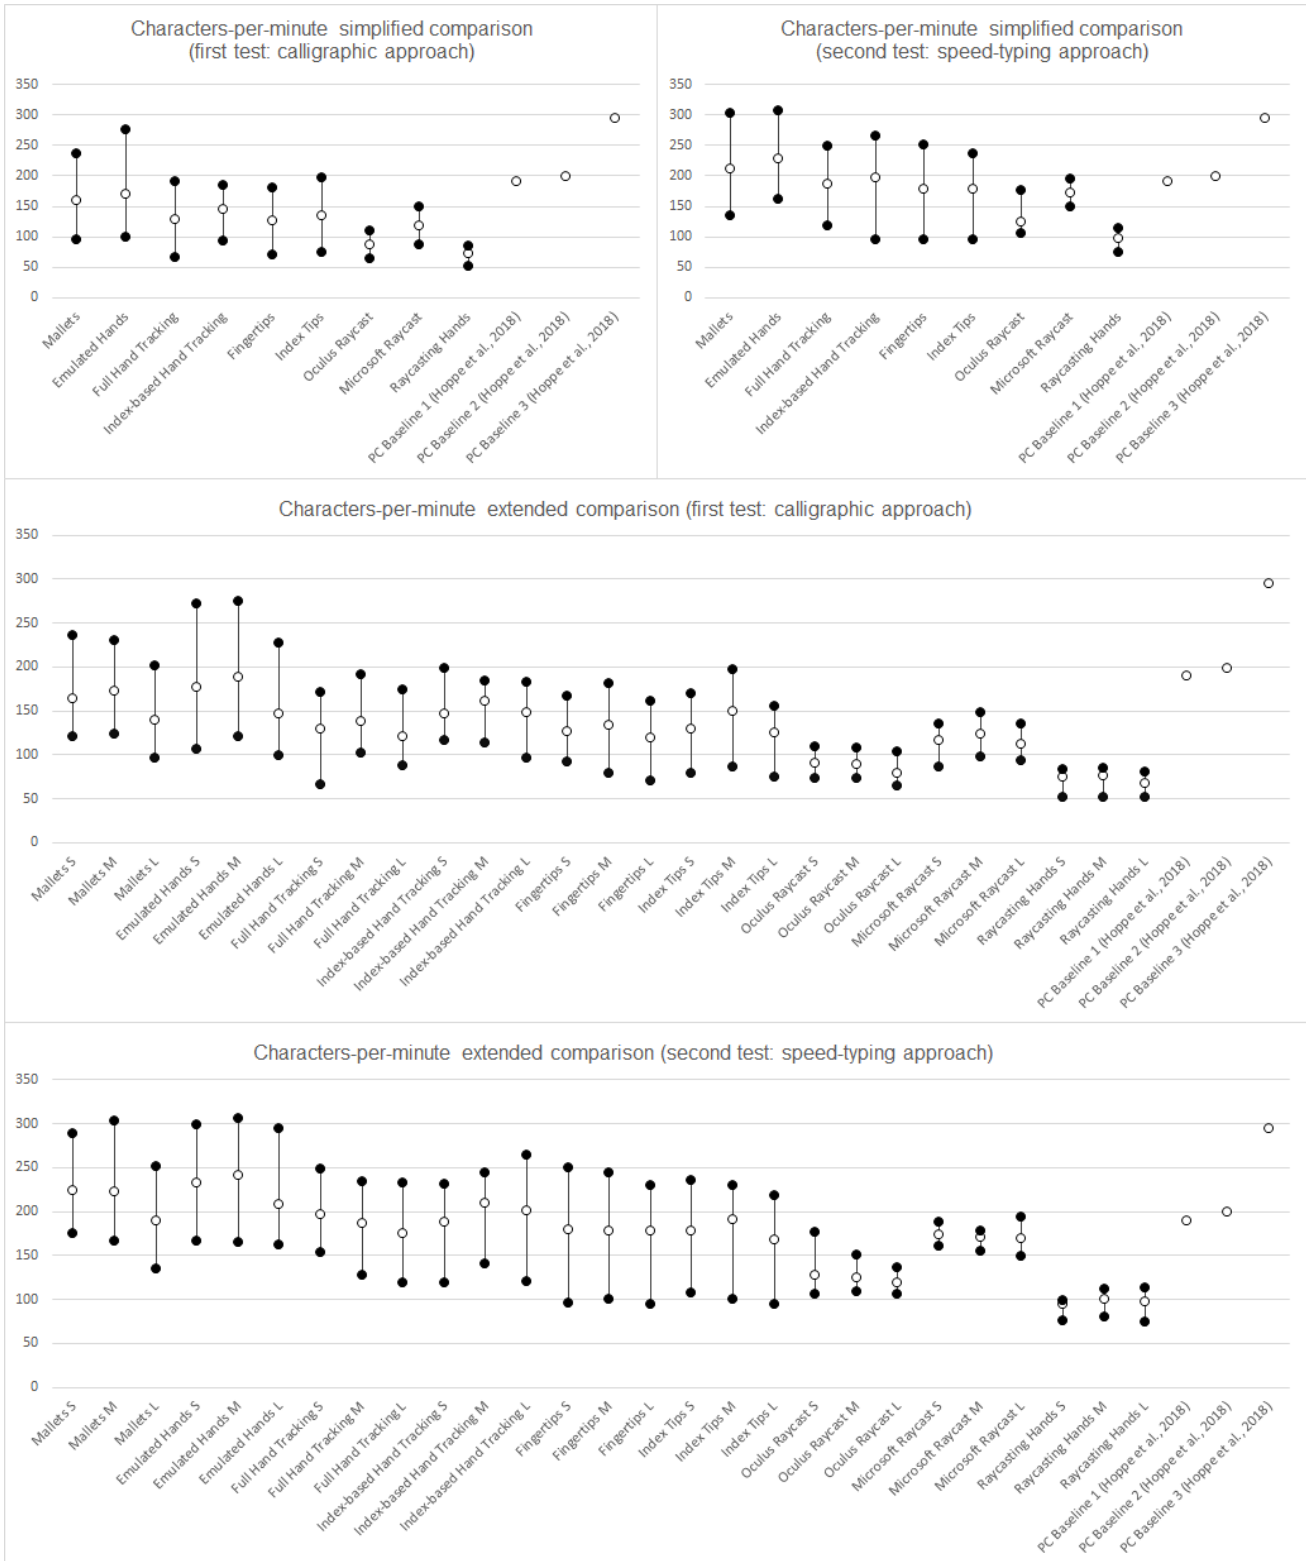 Characters-per-minute simplified comparison
(first test: calligraphic approach)
350
300
250
200
150
100
50
0
Mallets
Emulated Hands
Full Hand Tracking
Index-based Hand Tracking
Fingertips
Index Tips
Oculus Raycast
Microsoft Raycast
Raycasting Hands
PC Baseline 1 (Hoppe et al., 2018)
PC Baseline 2 (Hoppe et al., 2018)
PC Baseline 3 (Hoppe et al., 2018)
Characters-per-minute simplified comparison
(second test: speed-typing approach)
350
300
250
200
150
100
50
0
Mallets
Emulated Hands
Full Hand Tracking
Index-based Hand Tracking
Fingertips
Index Tips
Oculus Raycast
Microsoft Raycast
Raycasting Hands
PC Baseline 1 (Hoppe et al., 2018)
PC Baseline 2 (Hoppe et al., 2018)
PC Baseline 3 (Hoppe et al., 2018)
Characters-per-minute extended comparison (first test: calligraphic approach)
350
300
250
200
150
100
50
0
Mallets S
Mallets M
Mallets L
Emulated Hands S
Emulated Hands M
Emulated Hands L
Full Hand Tracking S
Full Hand Tracking M
Full Hand Tracking L
Index-based Hand Tracking S
Index-based Hand Tracking M
Index-based Hand Tracking L
Fingertips S
Fingertips M
Fingertips L
Index Tips S
Index Tips M
Index Tips L
Oculus Raycast S
Oculus Raycast M
Oculus Raycast L
Microsoft Raycast S
Microsoft Raycast M
Microsoft Raycast L
Raycasting Hands S
Raycasting Hands M
Raycasting Hands L
PC Baseline 1 (Hoppe et al., 2018)
PC Baseline 2 (Hoppe et al., 2018)
PC Baseline 3 (Hoppe et al., 2018)
Characters-per-minute extended comparison (second test: speed-typing approach)
350
300
250
200
150
100
50
0
Mallets S
Mallets M
Mallets L
Emulated Hands S
Emulated Hands M
Emulated Hands L
Full Hand Tracking S
Full Hand Tracking M
Full Hand Tracking L
Index-based Hand Tracking S
Index-based Hand Tracking M
Index-based Hand Tracking L
Fingertips S
Fingertips M
Fingertips L
Index Tips S
Index Tips M
Index Tips L
Oculus Raycast S
Oculus Raycast M
Oculus Raycast L
Microsoft Raycast S
Microsoft Raycast M
Microsoft Raycast L
Raycasting Hands S
Raycasting Hands M
Raycasting Hands L
PC Baseline 1 (Hoppe et al., 2018)
PC Baseline 2 (Hoppe et al., 2018)
PC Baseline 3 (Hoppe et al., 2018)